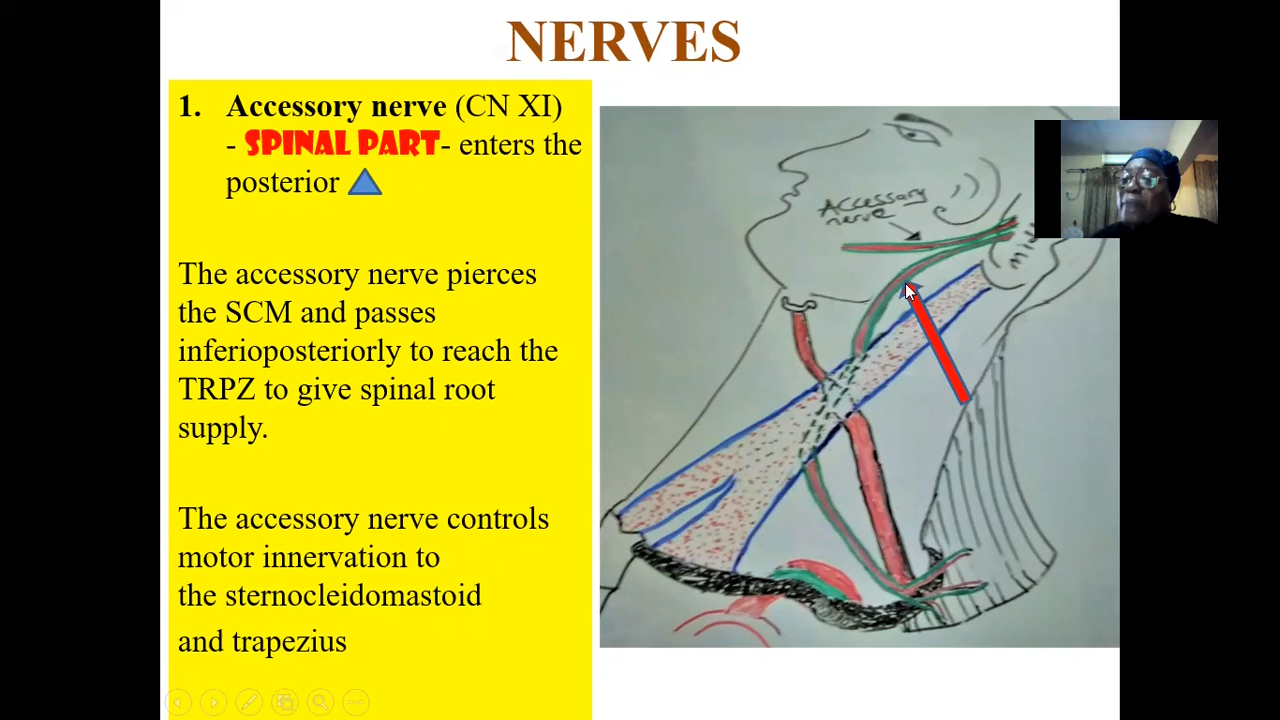 NERVES
1. Accessory nerve (CN XI)
- SPINAL PART- enters the
posterior
The accessory nerve pierces
the SCM and passes
inferioposteriorly to reach the
TRPZ to give spinal root
supply.
The accessory nerve controls
motor innervation to
the sternocleidomastoid
and trapezius
Accessory
nerve